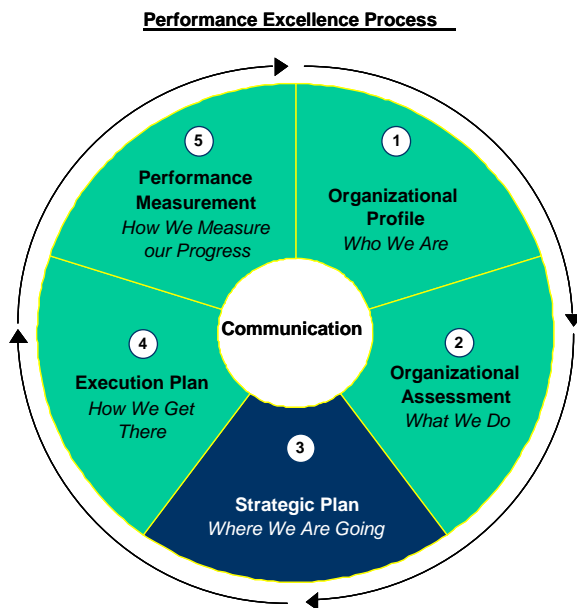 Performance Excellence Process
1
Organizational
Profile
Who We Are
2
Organizational
Assessment
What We Do
3
Strategic Plan
Where We Are Going
4
Execution Plan
How We Get
There
5
Performance
Measurement
How We Measure
our Progress
Communication